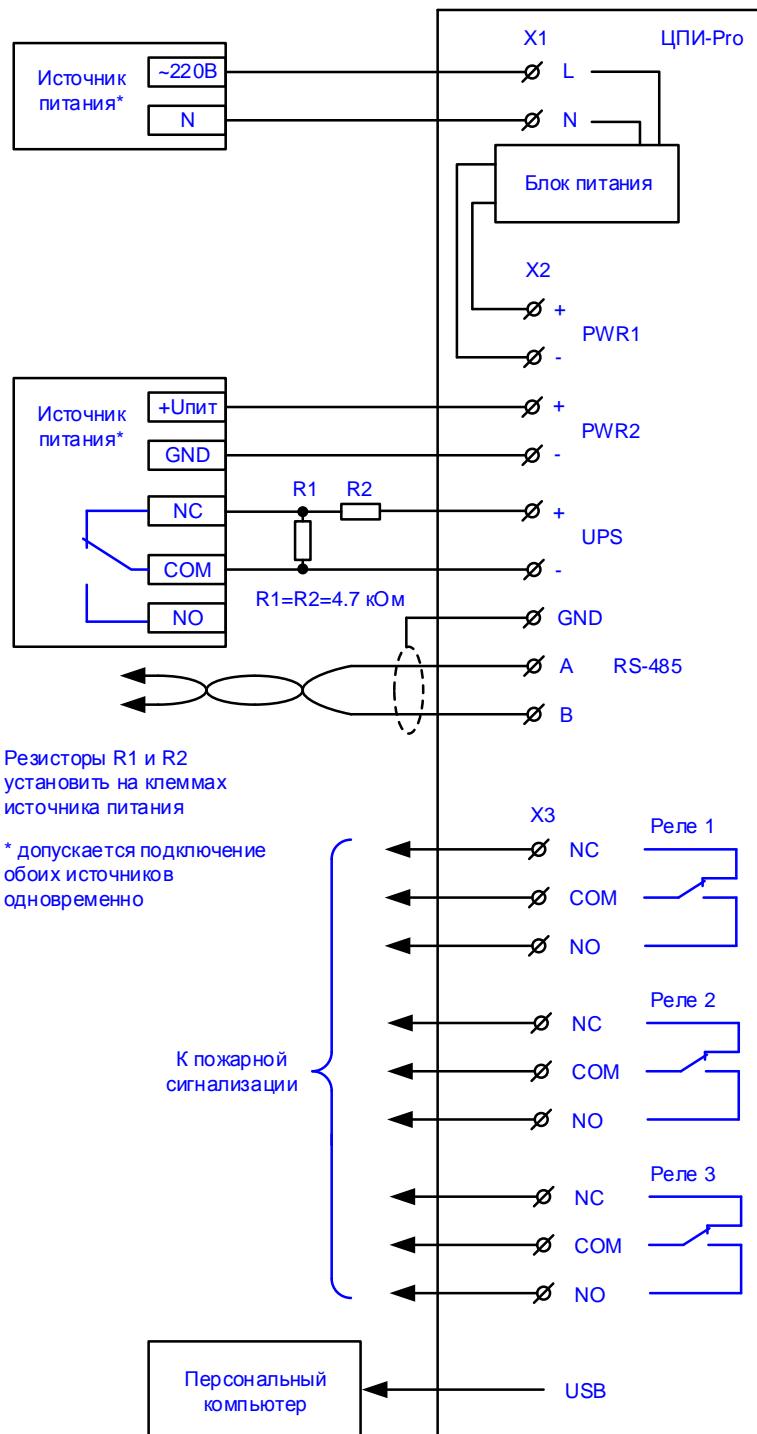 X1
ЦПИ-Pro
Источник
питания*
~220В
L
N
N
Блок питания
X2
+
PWR1
-
Источник
питания*
+Uпит
+
PWR2
GND
-
R1
R2
NC
+
UPS
COM
-
R1=R2=4.7 кОм
NO
GND
A
RS-485
B
Резисторы R1 и R2
установить на клеммах
источника питания
* допускается подключение
обоих источников
одновременно
X3
Реле 1
NC
COM
NO
Реле 2
NC
COM
NO
К пожарной
сигнализации
Реле 3
NC
COM
NO
Персональный
компьютер
USB